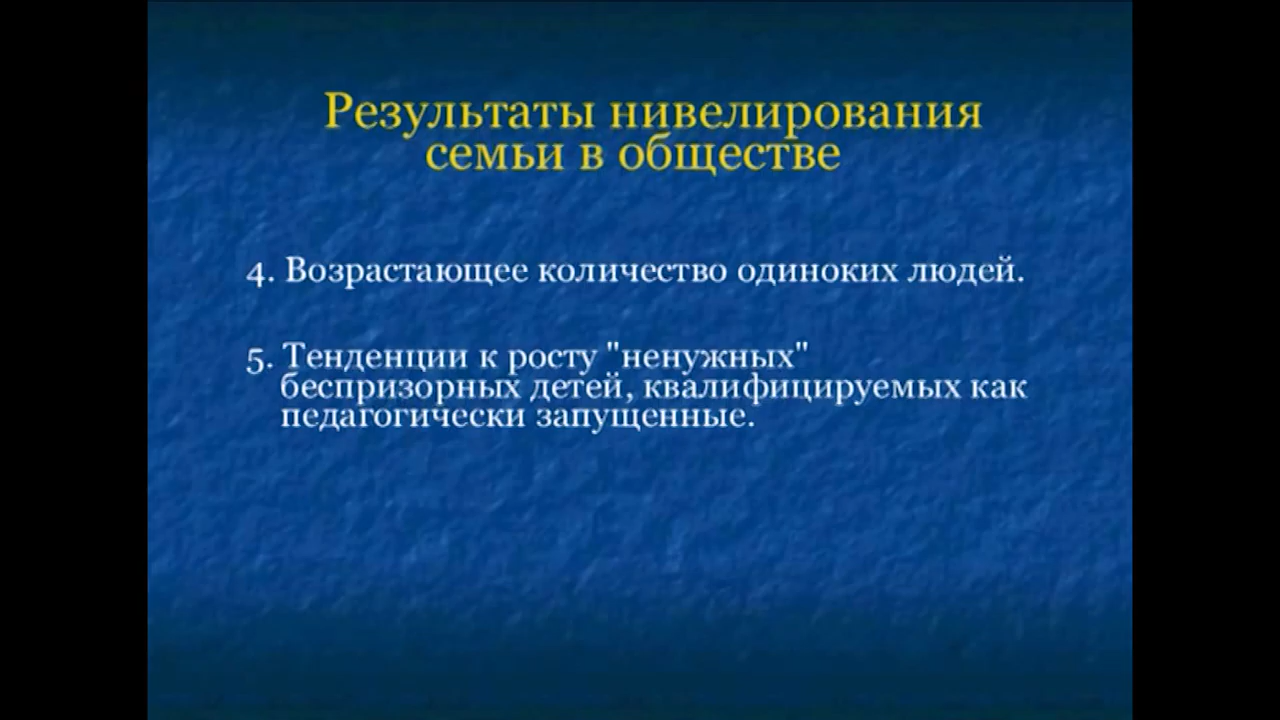 Результаты нивелирования
семьи в обществе
4. Возрастающее количество одиноких людей.
5. Тенденции к росту "ненужных"
беспризорных детей, квалифицируемых как
педагогически запущенные.